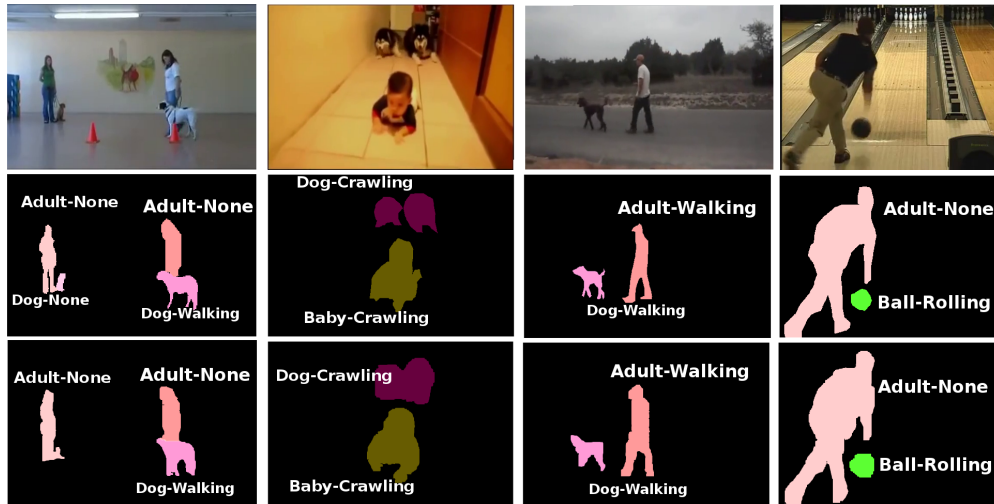 Adult-None
Adult-None
Dog-None
Dog-Walking
Dog-Crawling
Baby-Crawling
Adult-Walking
Dog-Walking
Adult-None
Ball-Rolling
Adult-None
Adult-None
Dog-Walking
Dog-Crawling
Baby-Crawling
Adult-Walking
Dog-Walking
Adult-None
Ball-Rolling